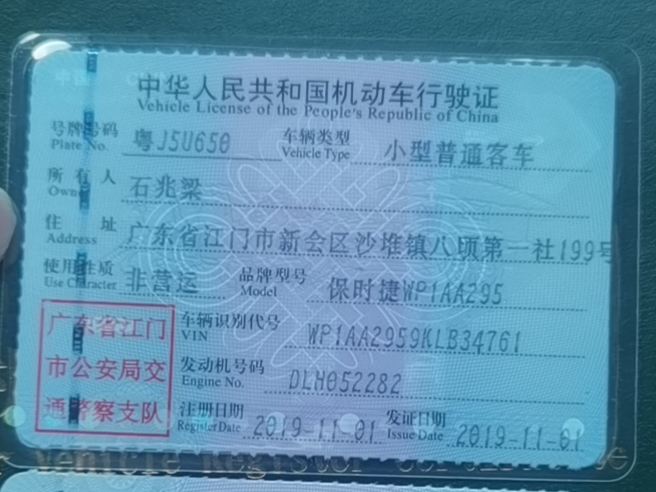 中华人民共和国机动车行驶证
Vehicle License of the People's Republic of China
号牌号码 粤J5U650 车辆类型 小型普通客车
Plate No. Vehicle Type
所有人 石兆梁
Owner
住址 广东省江门市新会区沙堆镇八顷第一社199号
Address
使用性质 非营运 品牌型号 保时捷WP1AA295
Use Character Model
广东省江门
市公安局交
通警察支队
车辆识别代号 WP1AA2959KLB34761
VIN
发动机号码 DLH052282
Engine No.
注册日期 2019-11-01 发证日期 2019-11-01
Register Date Issue Date